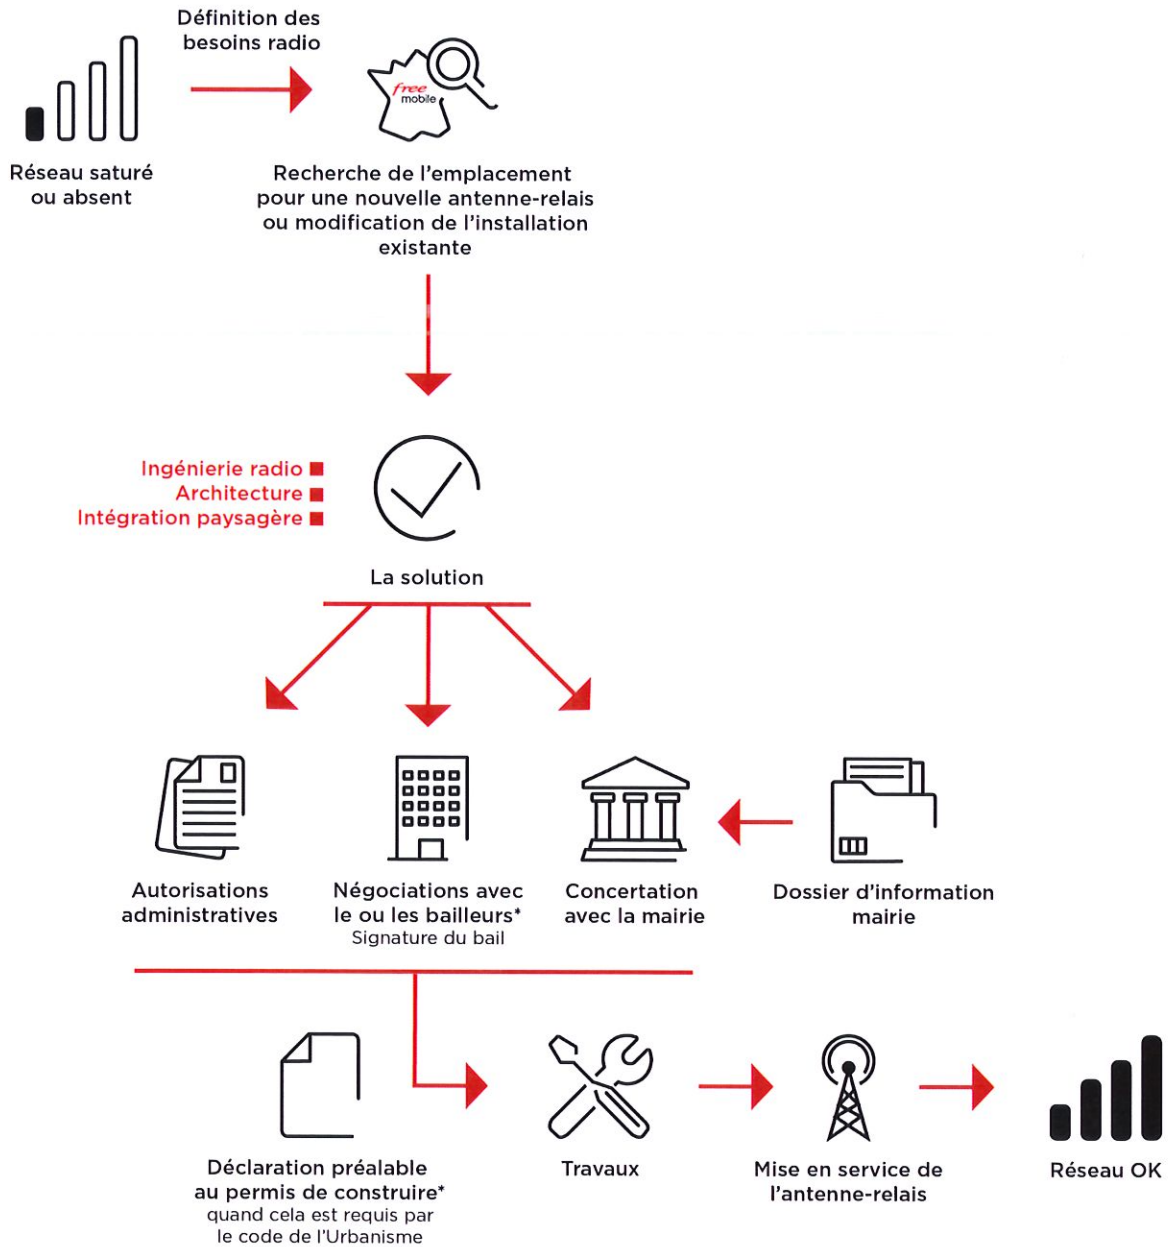 Définition des
besoins radio
free
mobile
Réseau saturé
ou absent
Recherche de l'emplacement
pour une nouvelle antenne-relais
ou modification de l'installation
existante
Ingénierie radio
Architecture
Intégration paysagère
La solution
Autorisations
administratives
Négociations avec
le ou les bailleurs*
Signature du bail
Concertation
avec la mairie
Dossier d'information
mairie
Déclaration préalable
au permis de construire*
quand cela est requis par
le code de l'Urbanisme
Travaux
Mise en service de
l'antenne-relais
Réseau OK